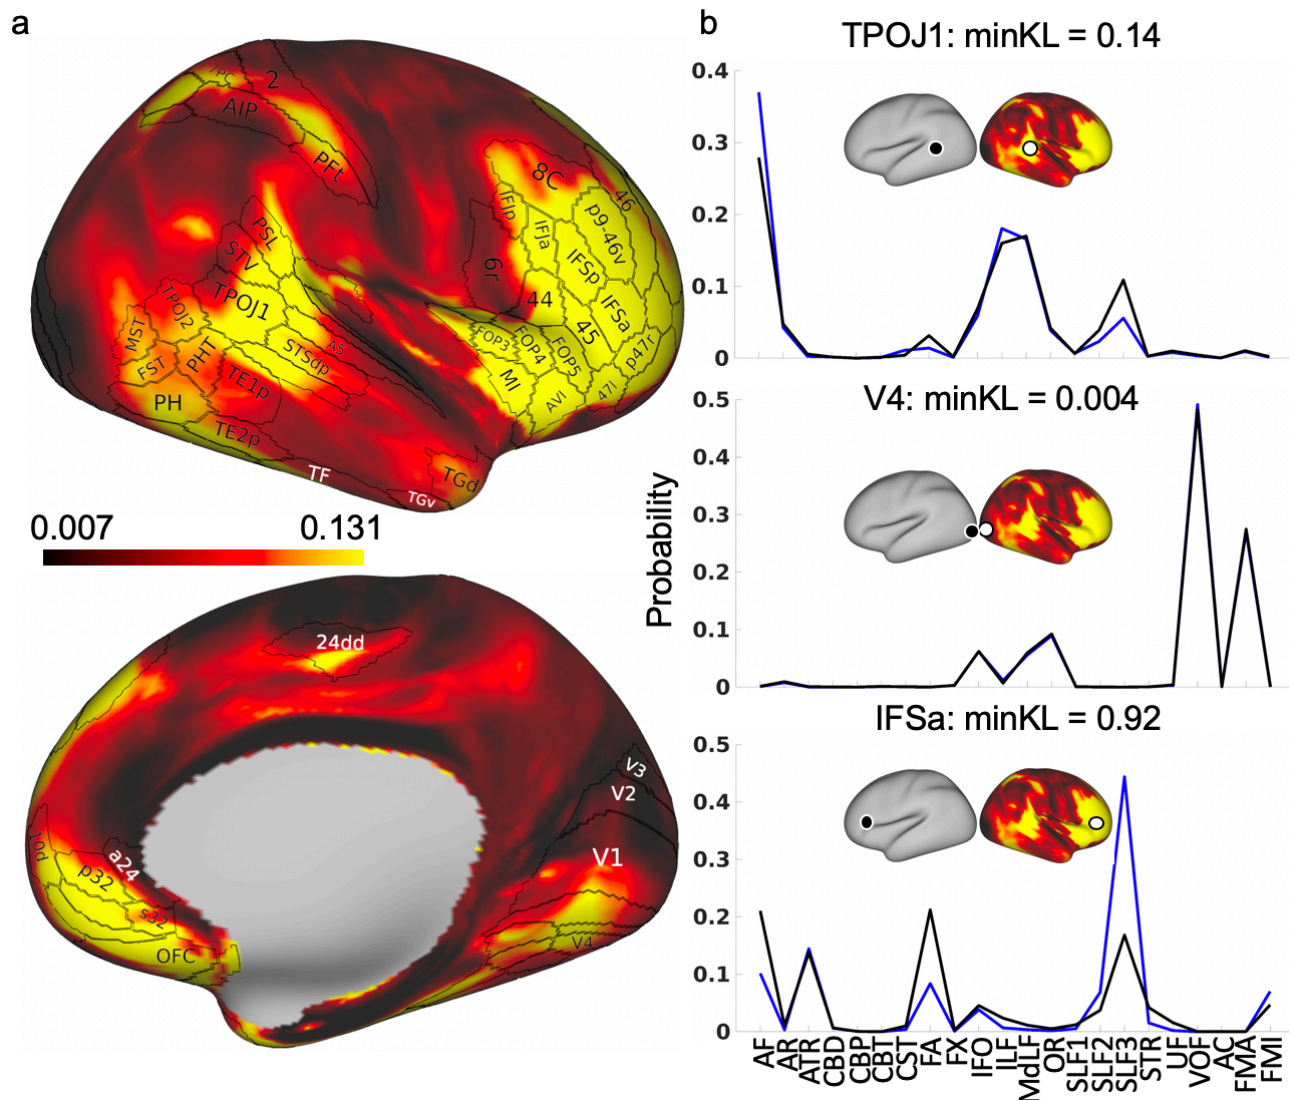 a
IPC
2
AIP
PFt
PSL
STV
TPOJ1
TPOJ2
MST
FST
PHT
PH
TE1p
TE2p
STSdp
A5
TF
TGv
TGd
8C
IFJp
IFJa
6r
44
45
46
p9-46v
IFSp
IFSa
p47r
47l
FOP3
FOP4
FOP5
MI
AVI
0.007 0.131
24dd
10d
a24
p32
s32
OFC
V3
V2
V1
V4
b
TPOJ1: minKL = 0.14
0.4
0.3
0.2
0.1
0
V4: minKL = 0.004
0.5
0.4
0.3
0.2
0.1
0
Probability
IFSa: minKL = 0.92
0.5
0.4
0.3
0.2
0.1
0
AF
AR
ATR
CBD
CBP
CBT
CST
FA
FX
IFO
ILF
MdLF
OR
SLF1
SLF2
SLF3
STR
UF
VOF
AC
FMA
FMI